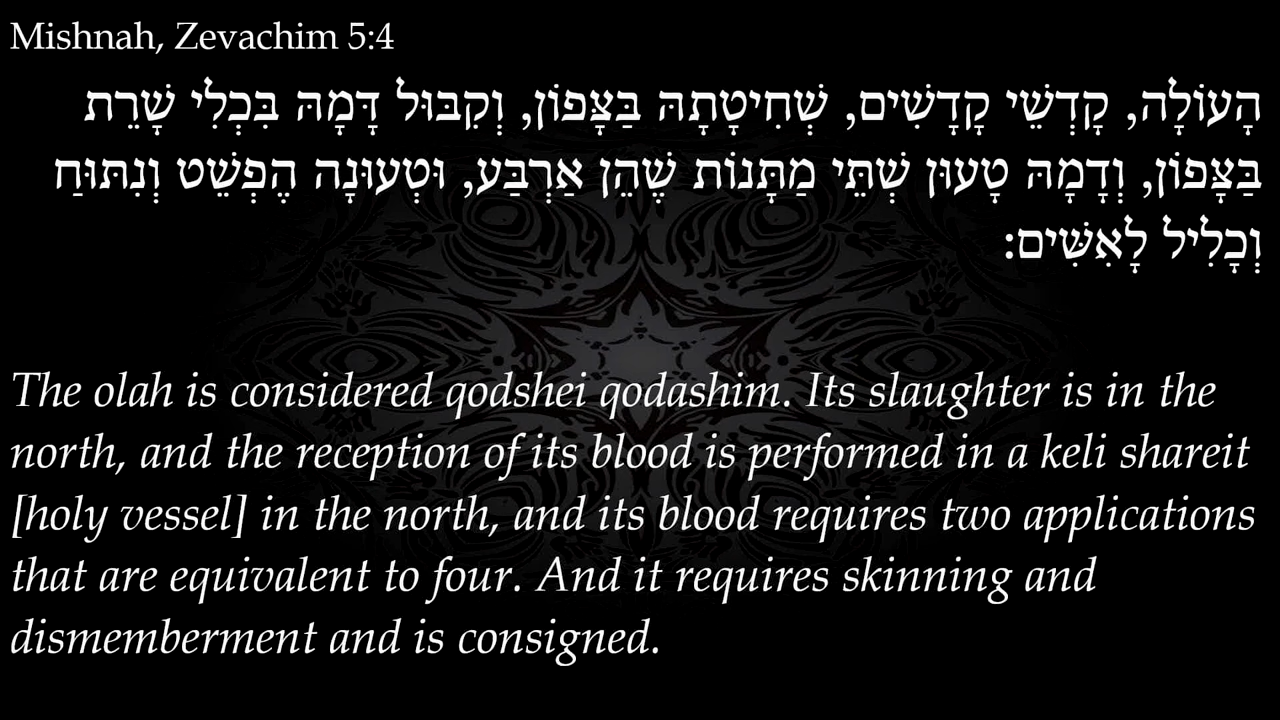 Mishnah, Zevachim 5:4
הָעוֹלָה, קָדְשֵׁי קָדָשִׁים, שְׁחִיטָתָהּ בַּצָּפוֹן, וְקִבּוּל דָּמָהּ בִּכְלִי שָׁרֵת
בַּצָּפוֹן, וְדָמָהּ טָעוּן שְׁתֵּי מַתָּנוֹת שֶׁהֵן אַרְבַּע, וּטְעוּנָה הֶפְשֵׁט וְנִתּוּחַ
וְכָלִיל לָאִשִּׁים:
The olah is considered qodshei qodashim. Its slaughter is in the
north, and the reception of its blood is performed in a keli shareit
[holy vessel] in the north, and its blood requires two applications
that are equivalent to four. And it requires skinning and
dismemberment and is consigned.